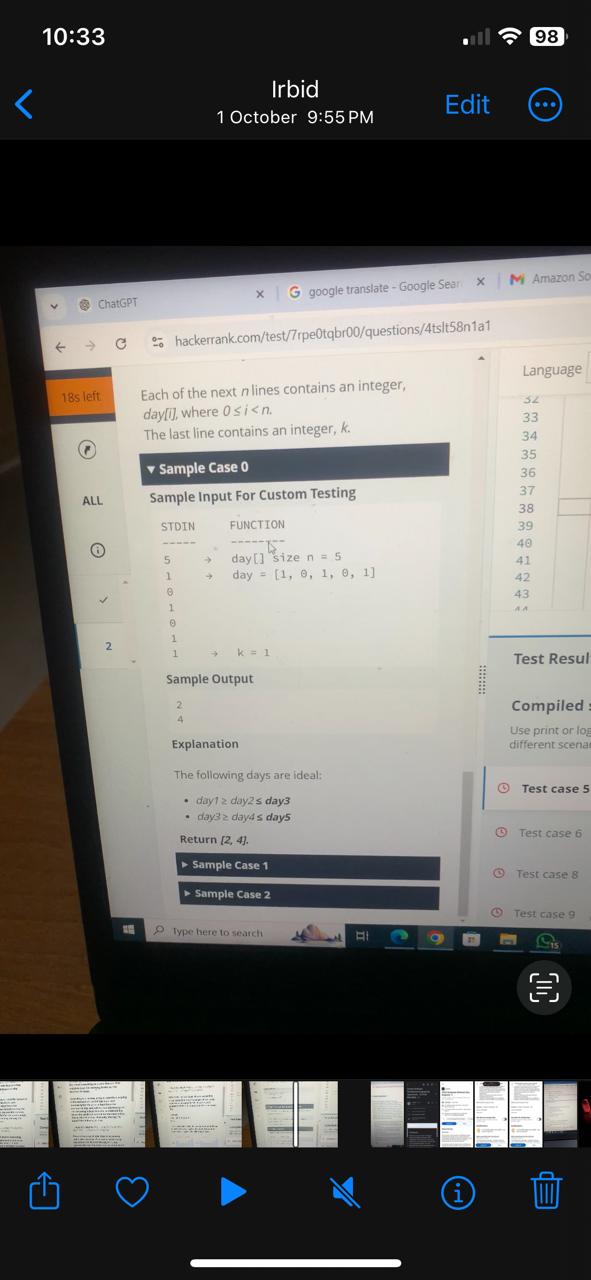 10:33
98
Irbid
1 October 9:55 PM
Edit
ChatGPT
google translate - Google Sear
Amazon So
hackerrank.com/test/7rpe0tqbr00/questions/4tslt58n1a1
18s left
ALL
2
Each of the next n lines contains an integer,
day[i], where 0 ≤ i < n.
The last line contains an integer, k.
▼ Sample Case 0
Sample Input For Custom Testing
STDIN FUNCTION
----- --------
5 → day[] size n = 5
1 → day = [1, 0, 1, 0, 1]
0
1
0
1
1 → k = 1
Sample Output
2
4
Explanation
The following days are ideal:
• day1 ≥ day2 ≤ day3
• day3 ≥ day4 ≤ day5
Return [2, 4].
▶ Sample Case 1
▶ Sample Case 2
Language
32
33
34
35
36
37
38
39
40
41
42
43
44
Test Resul
Compiled
Use print or log
different scena
Test case 5
Test case 6
Test case 8
Test case 9
Type here to search
15